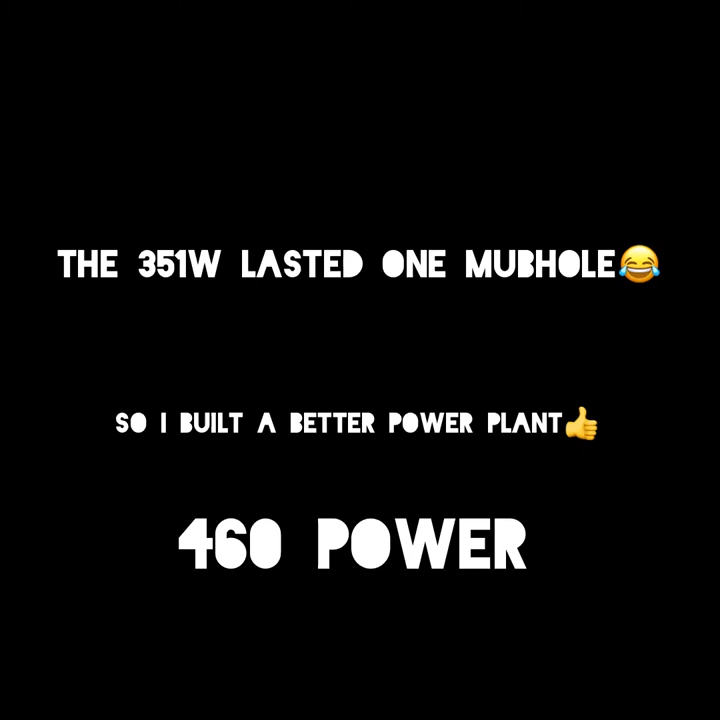 THE 351W LASTED ONE MUBHOLE😂
SO I BUILT A BETTER POWER PLANT👍
460 POWER